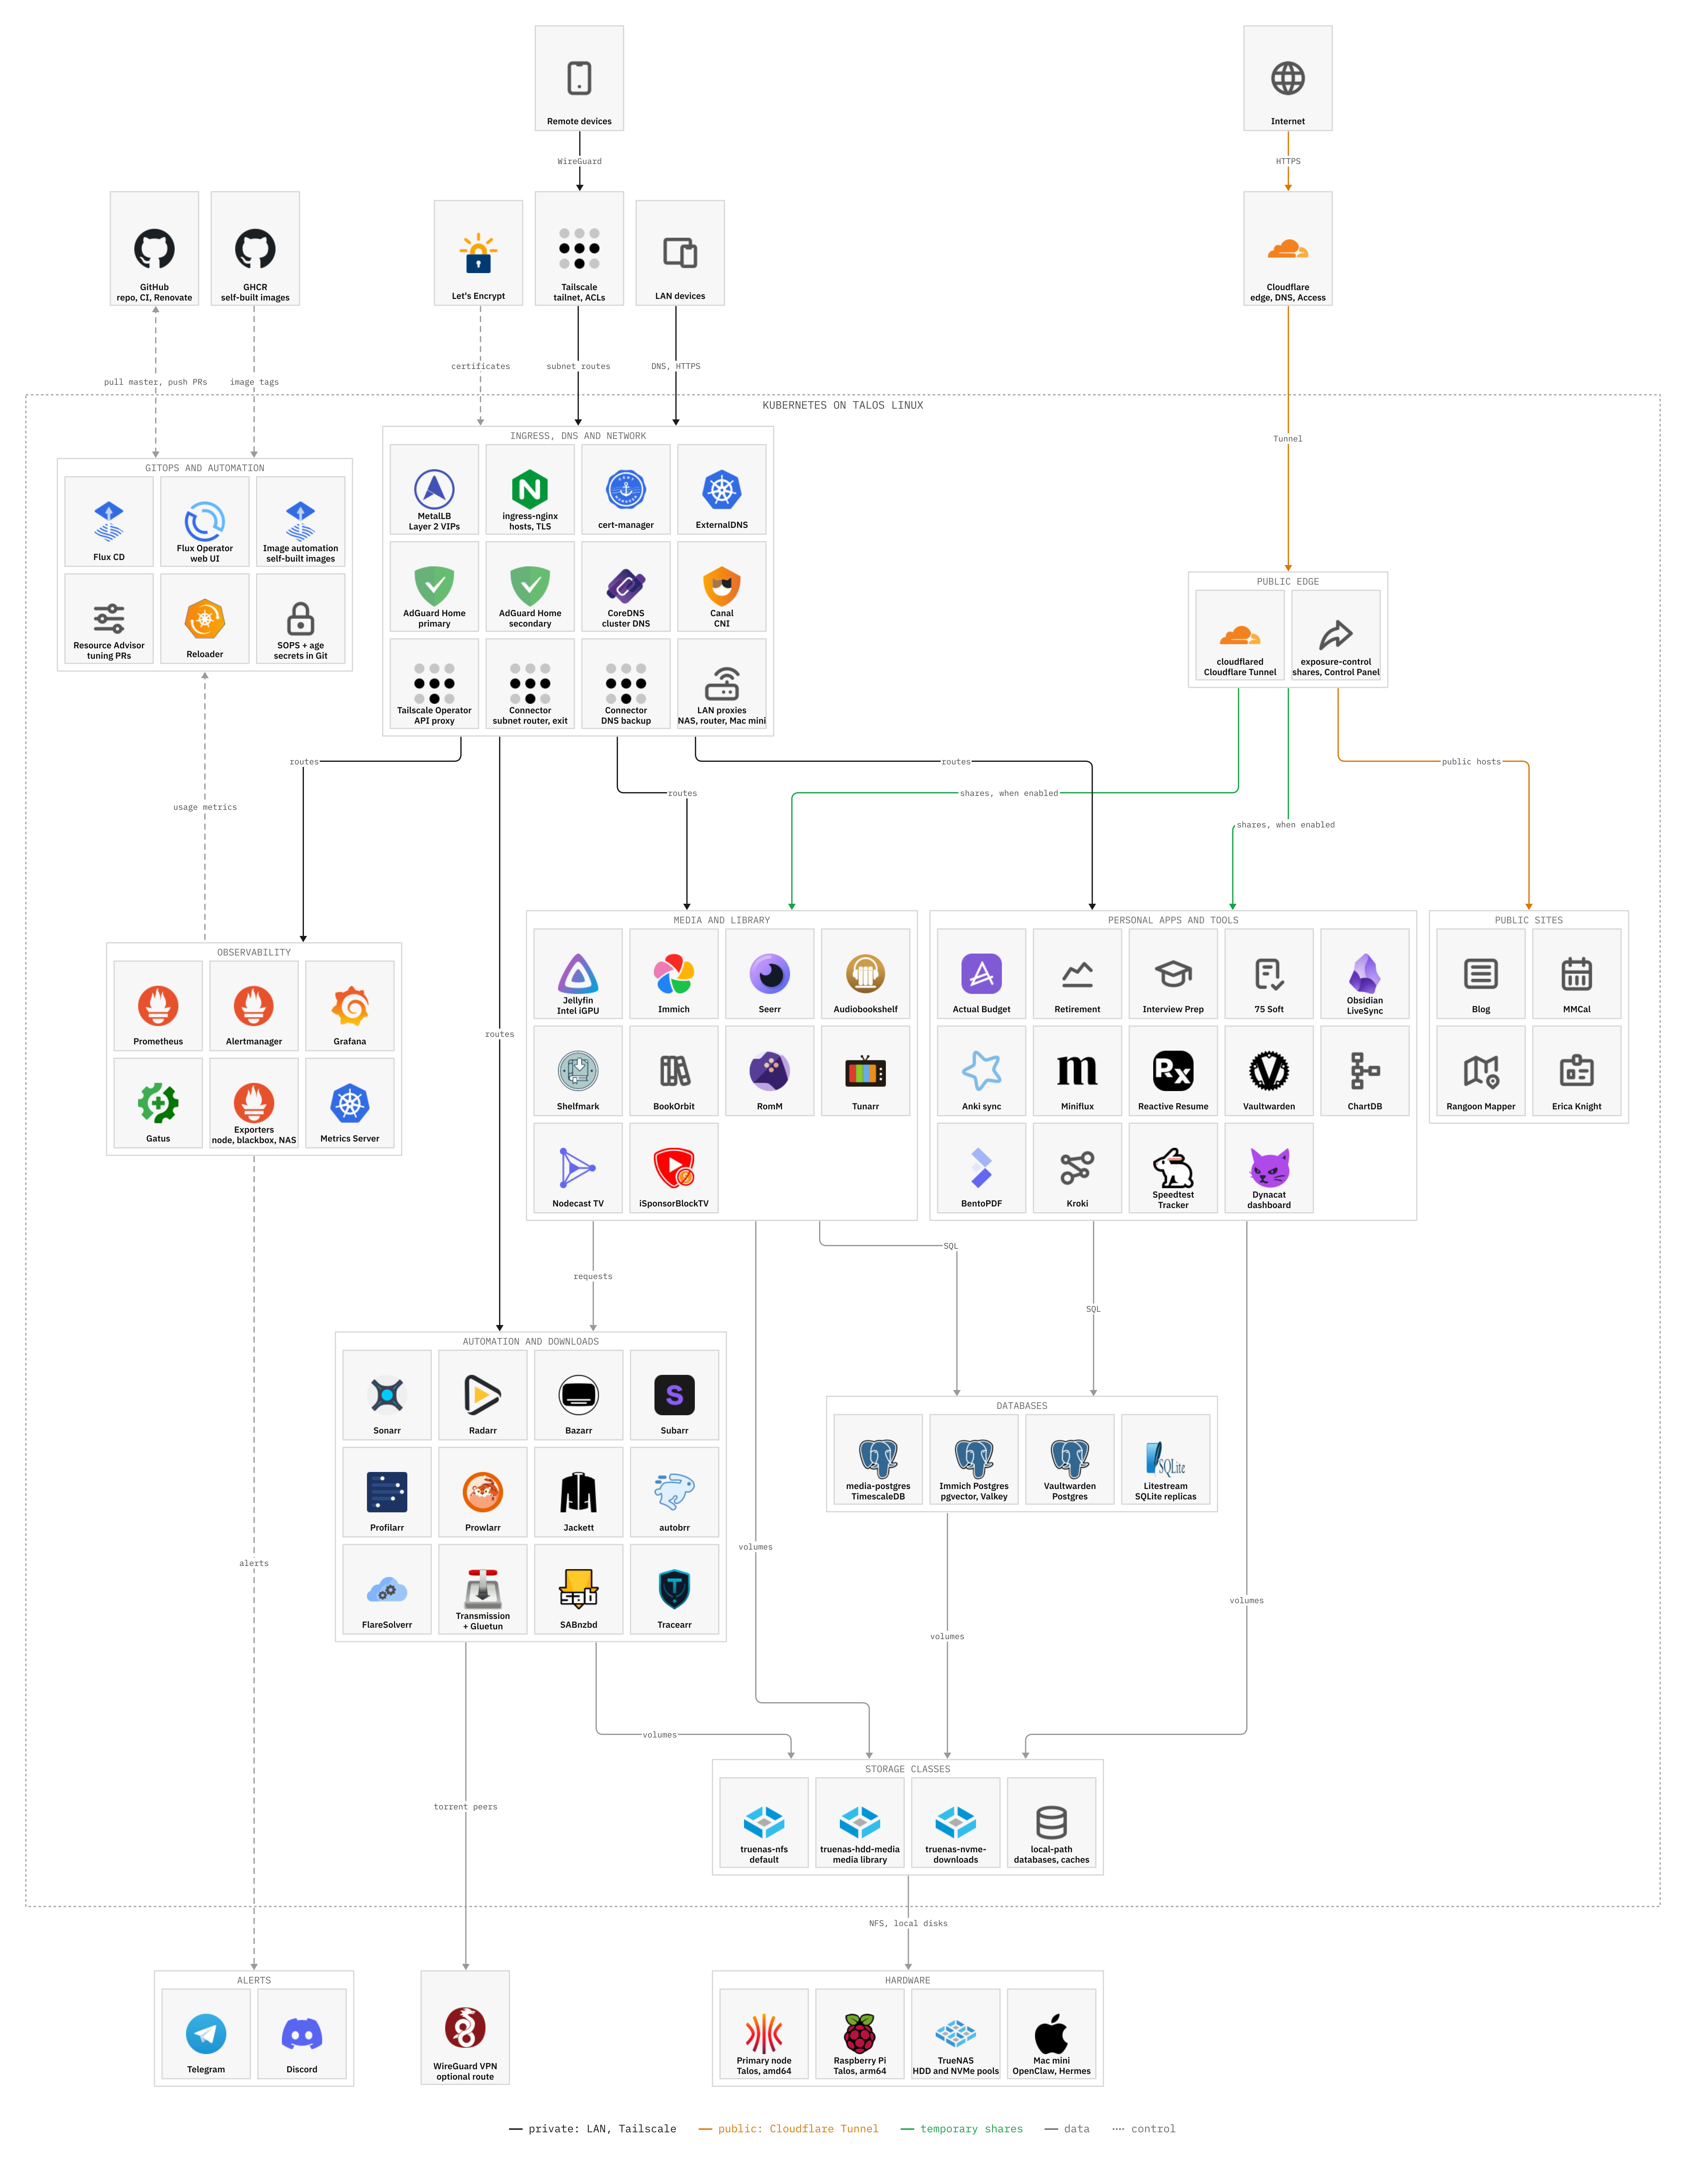 Remote devices
Internet
WireGuard
HTTPS
GitHub
repo, CI, Renovate
GHCR
self-built images
Let's Encrypt
Tailscale
tailnet, ACLs
LAN devices
Cloudflare
edge, DNS, Access
pull master, push PRs
image tags
certificates
subnet routes
DNS, HTTPS
KUBERNETES ON TALOS LINUX
Tunnel
INGRESS, DNS AND NETWORK
MetalLB
Layer 2 VIPs
ingress-nginx
hosts, TLS
cert-manager
ExternalDNS
AdGuard Home
primary
AdGuard Home
secondary
CoreDNS
cluster DNS
Canal
CNI
Tailscale Operator
API proxy
Connector
subnet router, exit
Connector
DNS backup
LAN proxies
NAS, router, Mac mini
GITOPS AND AUTOMATION
Flux CD
Flux Operator
web UI
Image automation
self-built images
Resource Advisor
tuning PRs
Reloader
SOPS + age
secrets in Git
PUBLIC EDGE
cloudflared
Cloudflare Tunnel
exposure-control
shares, Control Panel
routes
routes
public hosts
routes
shares, when enabled
usage metrics
shares, when enabled
routes
OBSERVABILITY
Prometheus
Alertmanager
Grafana
Gatus
Exporters
node, blackbox, NAS
Metrics Server
MEDIA AND LIBRARY
Jellyfin
Intel iGPU
Immich
Seerr
Audiobookshelf
Shelfmark
BookOrbit
RomM
Tunarr
Nodecast TV
iSponsorBlockTV
PERSONAL APPS AND TOOLS
Actual Budget
Retirement
Interview Prep
75 Soft
Obsidian
LiveSync
Anki sync
m
Miniflux
Rx
Reactive Resume
Vaultwarden
ChartDB
BentoPDF
Kroki
Speedtest
Tracker
Dynacat
dashboard
PUBLIC SITES
Blog
MMCal
Rangoon Mapper
Erica Knight
requests
SQL
SQL
AUTOMATION AND DOWNLOADS
Sonarr
Radarr
Bazarr
S
Subarr
Profilarr
Prowlarr
Jackett
autobrr
FlareSolverr
Transmission
+ Gluetun
sab
SABnzbd
T
Tracearr
DATABASES
media-postgres
TimescaleDB
Immich Postgres
pgvector, Valkey
Vaultwarden
Postgres
SQLite
Litestream
SQLite replicas
alerts
volumes
volumes
volumes
volumes
torrent peers
STORAGE CLASSES
truenas-nfs
default
truenas-hdd-media
media library
truenas-nvme-
downloads
local-path
databases, caches
NFS, local disks
ALERTS
Telegram
Discord
WireGuard VPN
optional route
HARDWARE
Primary node
Talos, amd64
Raspberry Pi
Talos, arm64
TrueNAS
HDD and NVMe pools
Mac mini
OpenClaw, Hermes
private: LAN, Tailscale
public: Cloudflare Tunnel
temporary shares
data
control